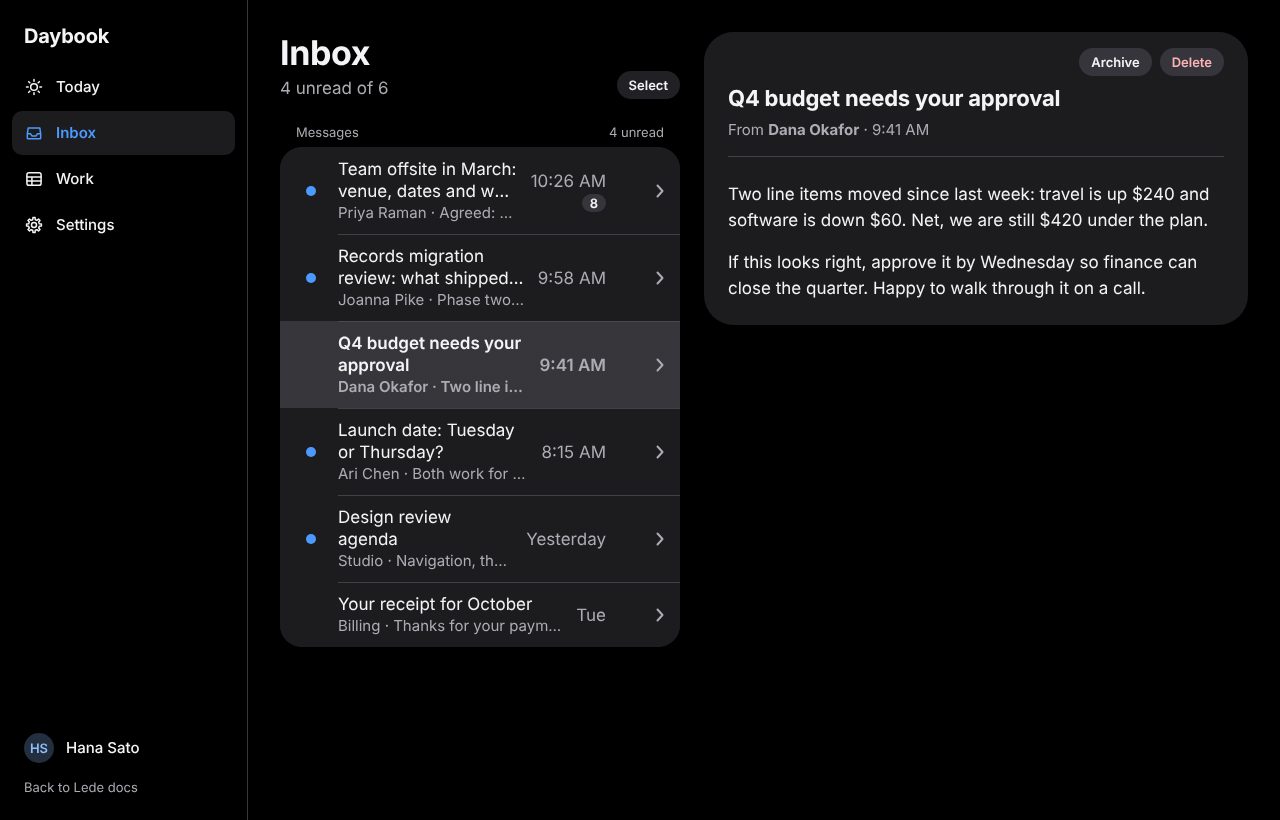 Daybook
Today
Inbox
Work
Settings
HS
Hana Sato
Back to Lede docs
Inbox
4 unread of 6
Select
Messages
4 unread
Team offsite in March:
venue, dates and w…
Priya Raman · Agreed: …
10:26 AM
8
Records migration
review: what shipped…
Joanna Pike · Phase two…
9:58 AM
Q4 budget needs your
approval
Dana Okafor · Two line i…
9:41 AM
Launch date: Tuesday
or Thursday?
Ari Chen · Both work for …
8:15 AM
Design review
agenda
Studio · Navigation, th…
Yesterday
Your receipt for October
Billing · Thanks for your paym…
Tue
Archive
Delete
Q4 budget needs your approval
From Dana Okafor · 9:41 AM
Two line items moved since last week: travel is up $240 and
software is down $60. Net, we are still $420 under the plan.
If this looks right, approve it by Wednesday so finance can
close the quarter. Happy to walk through it on a call.